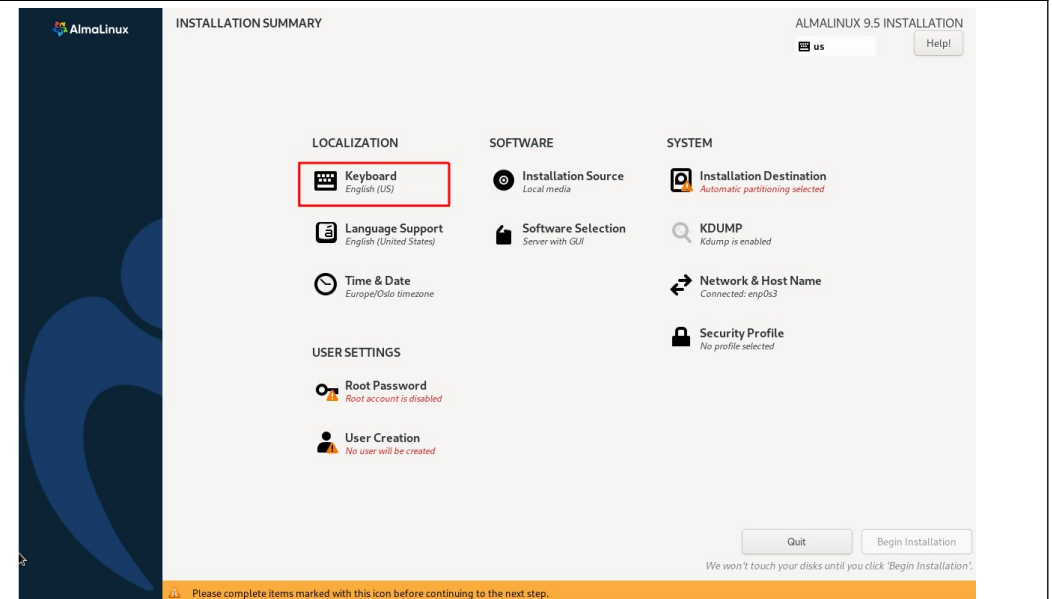 AlmaLinux
INSTALLATION SUMMARY
ALMALINUX 9.5 INSTALLATION
us
Help!
LOCALIZATION
Keyboard
English (US)
Language Support
English (United States)
Time & Date
Europe/Oslo timezone
SOFTWARE
Installation Source
Local media
Software Selection
Server with GUI
SYSTEM
Installation Destination
Automatic partitioning selected
KDUMP
Kdump is enabled
Network & Host Name
Connected: enp0s3
Security Profile
No profile selected
USER SETTINGS
Root Password
Root account is disabled
User Creation
No user will be created
Quit
Begin Installation
We won't touch your disks until you click 'Begin Installation'.
Please complete items marked with this icon before continuing to the next step.